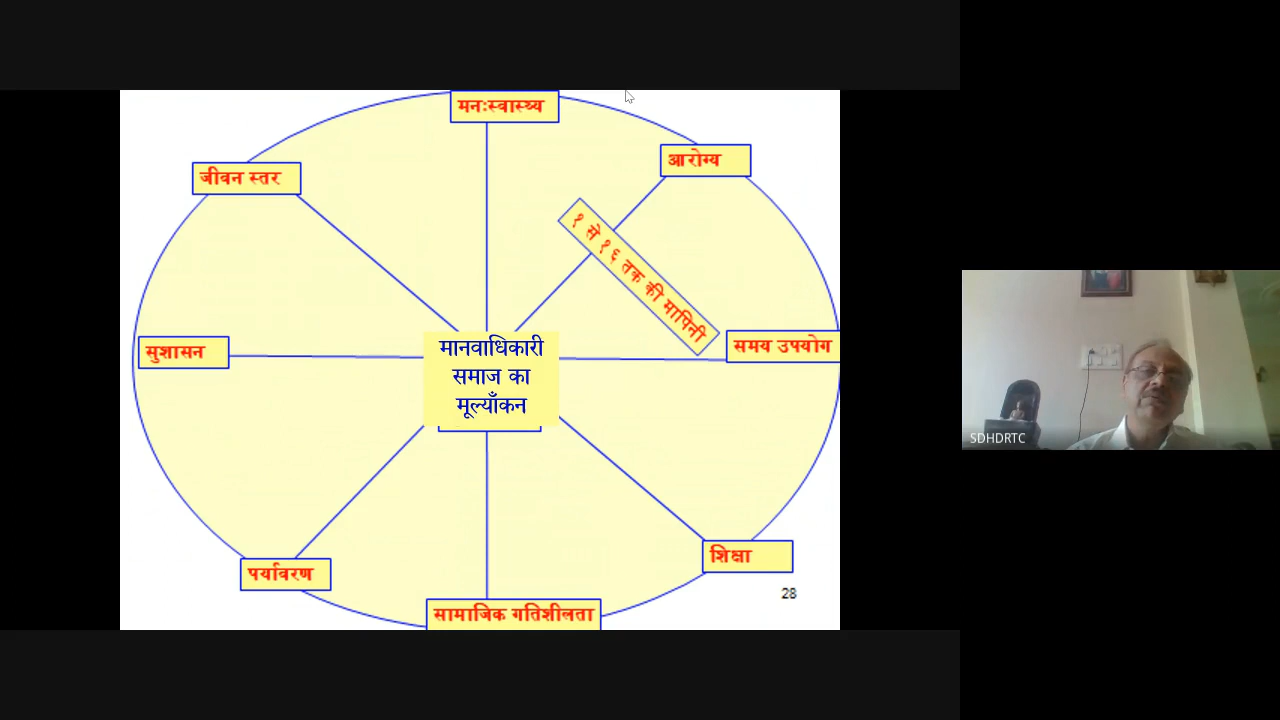 मनःस्वास्थ्य
आरोग्य
जीवन स्तर
१ से १६ तक की मापिनी
सुशासन
मानवाधिकारी
समाज का
मूल्याँकन
समय उपयोग
शिक्षा
पर्यावरण
सामाजिक गतिशीलता
28
SDHDRTC